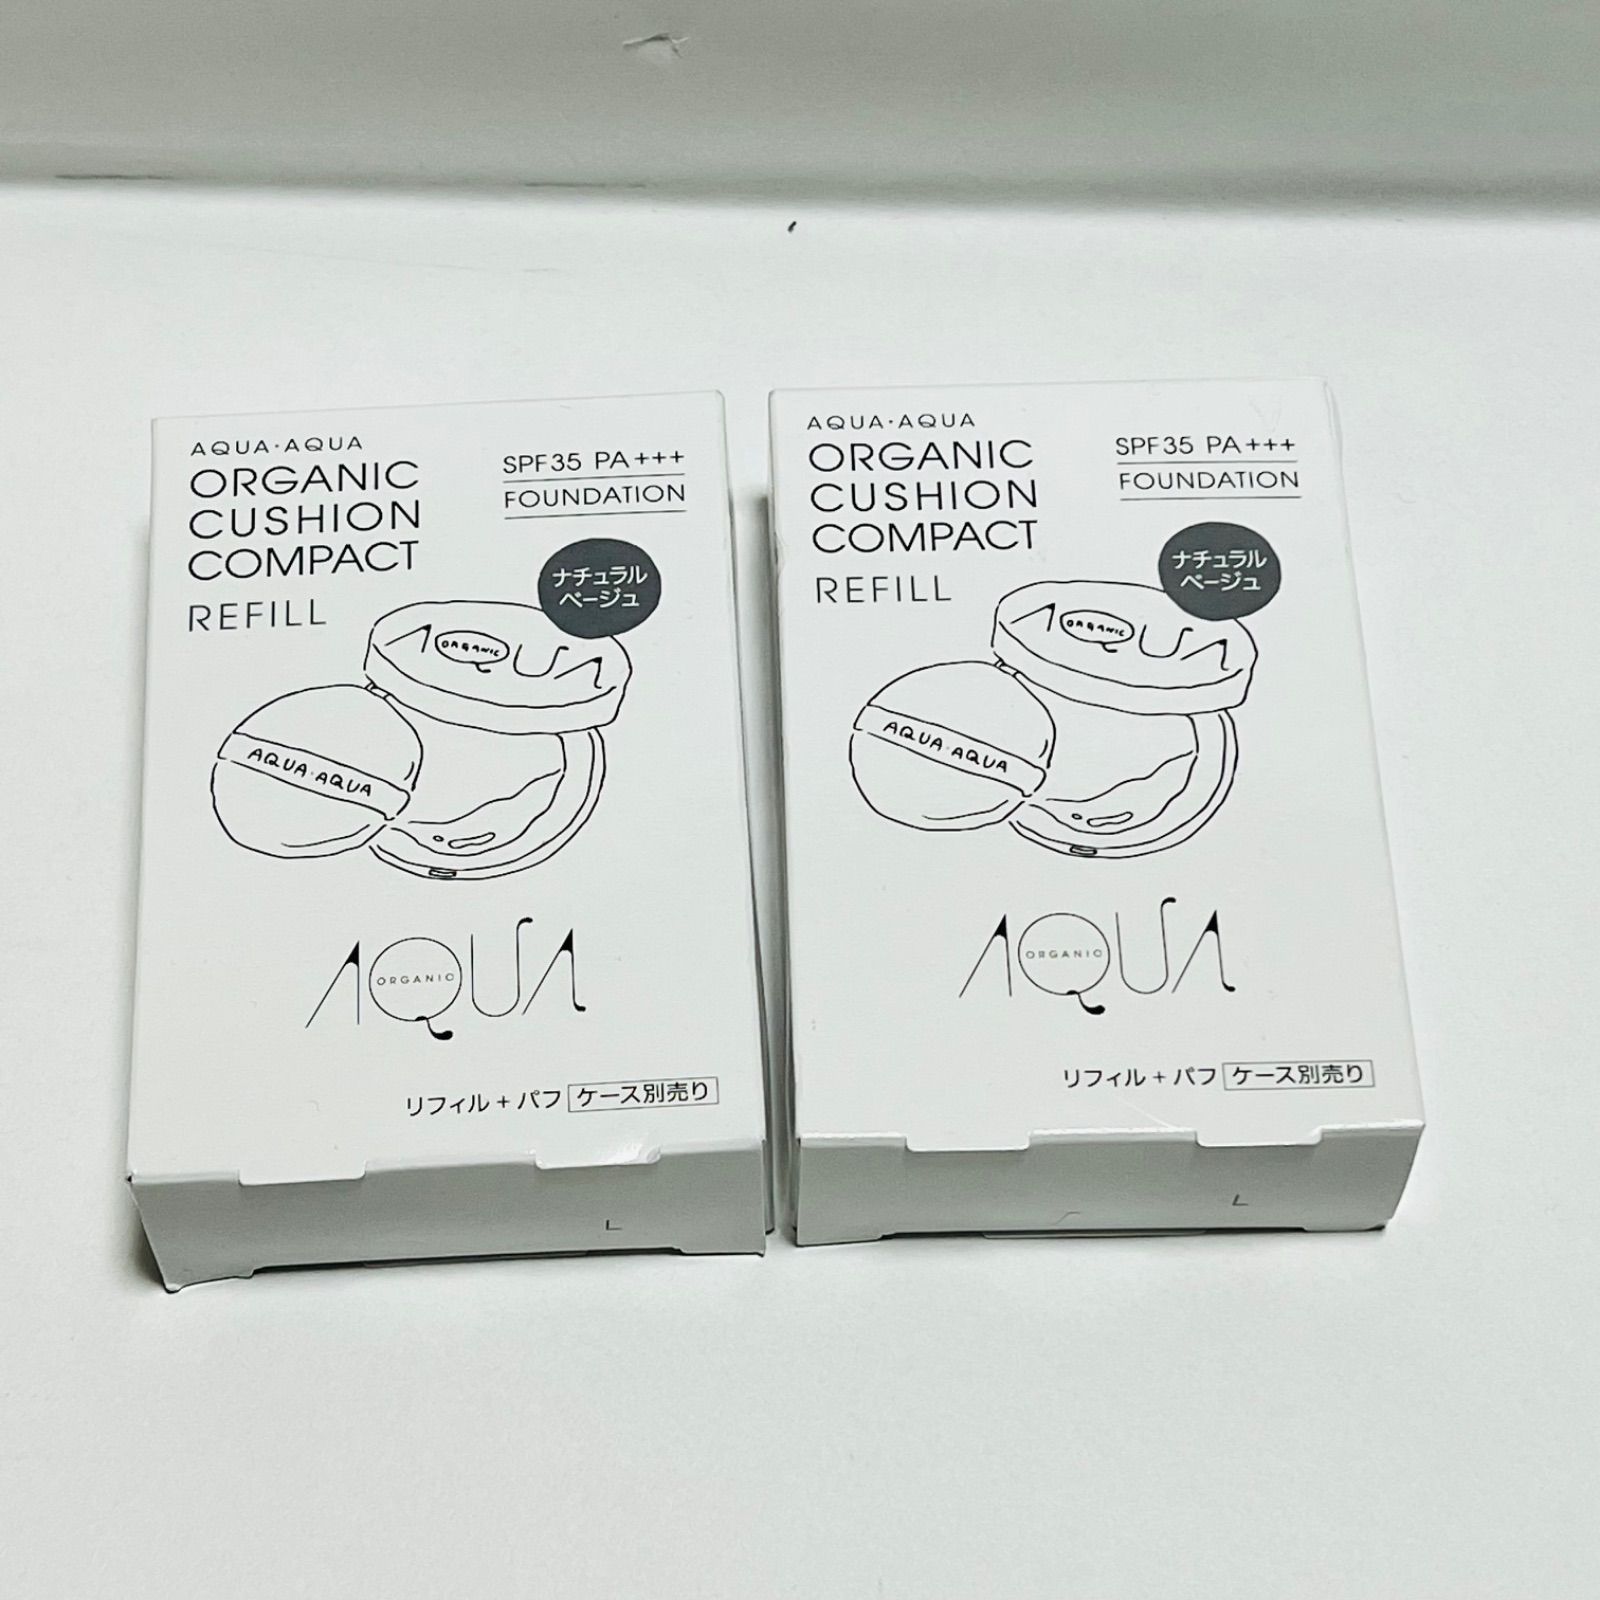 AQUA・AQUA
ORGANIC
CUSHION
COMPACT
REFILL
SPF35 PA+++
FOUNDATION
ナチュラル
ベージュ
AQUA
ORGANIC
AQUA・AQUA
AQUA
ORGANIC
リフィル + パフ ケース別売り
L
AQUA・AQUA
ORGANIC
CUSHION
COMPACT
REFILL
SPF35 PA+++
FOUNDATION
ナチュラル
ベージュ
AQUA
ORGANIC
AQUA・AQUA
AQUA
ORGANIC
リフィル + パフ ケース別売り
L